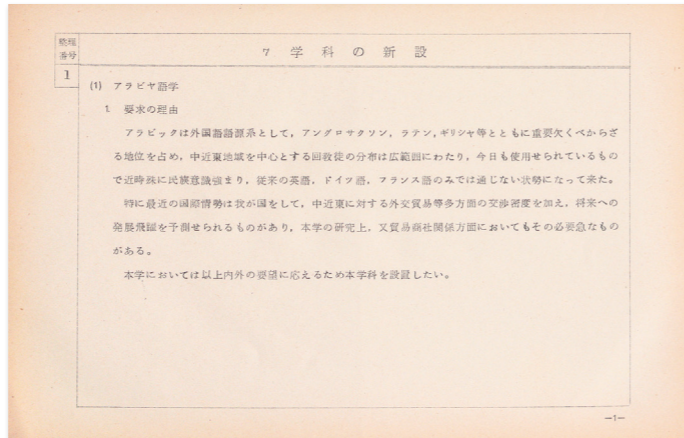 整理
番号
7 学科の新設
1
(1) アラビヤ語学
1. 要求の理由
アラビックは外国語語源系として，アングロサクソン，ラテン，ギリシャ等とともに重要欠くべからざ
る地位を占め，中近東地域を中心とする回教徒の分布は広範囲にわたり，今日も使用せられているもの
で近時殊に民族意識強まり，従来の英語，ドイツ語，フランス語のみでは通じない状勢になって来た。
特に最近の国際情勢は我が国をして，中近東に対する外交貿易等多方面の交渉密度を加え，将来への
発展飛躍を予測せられるものがあり，本学の研究上，又貿易商社関係方面においてもその必要急なもの
がある。
本学においては以上内外の要望に応えるため本学科を設置したい。
—1—